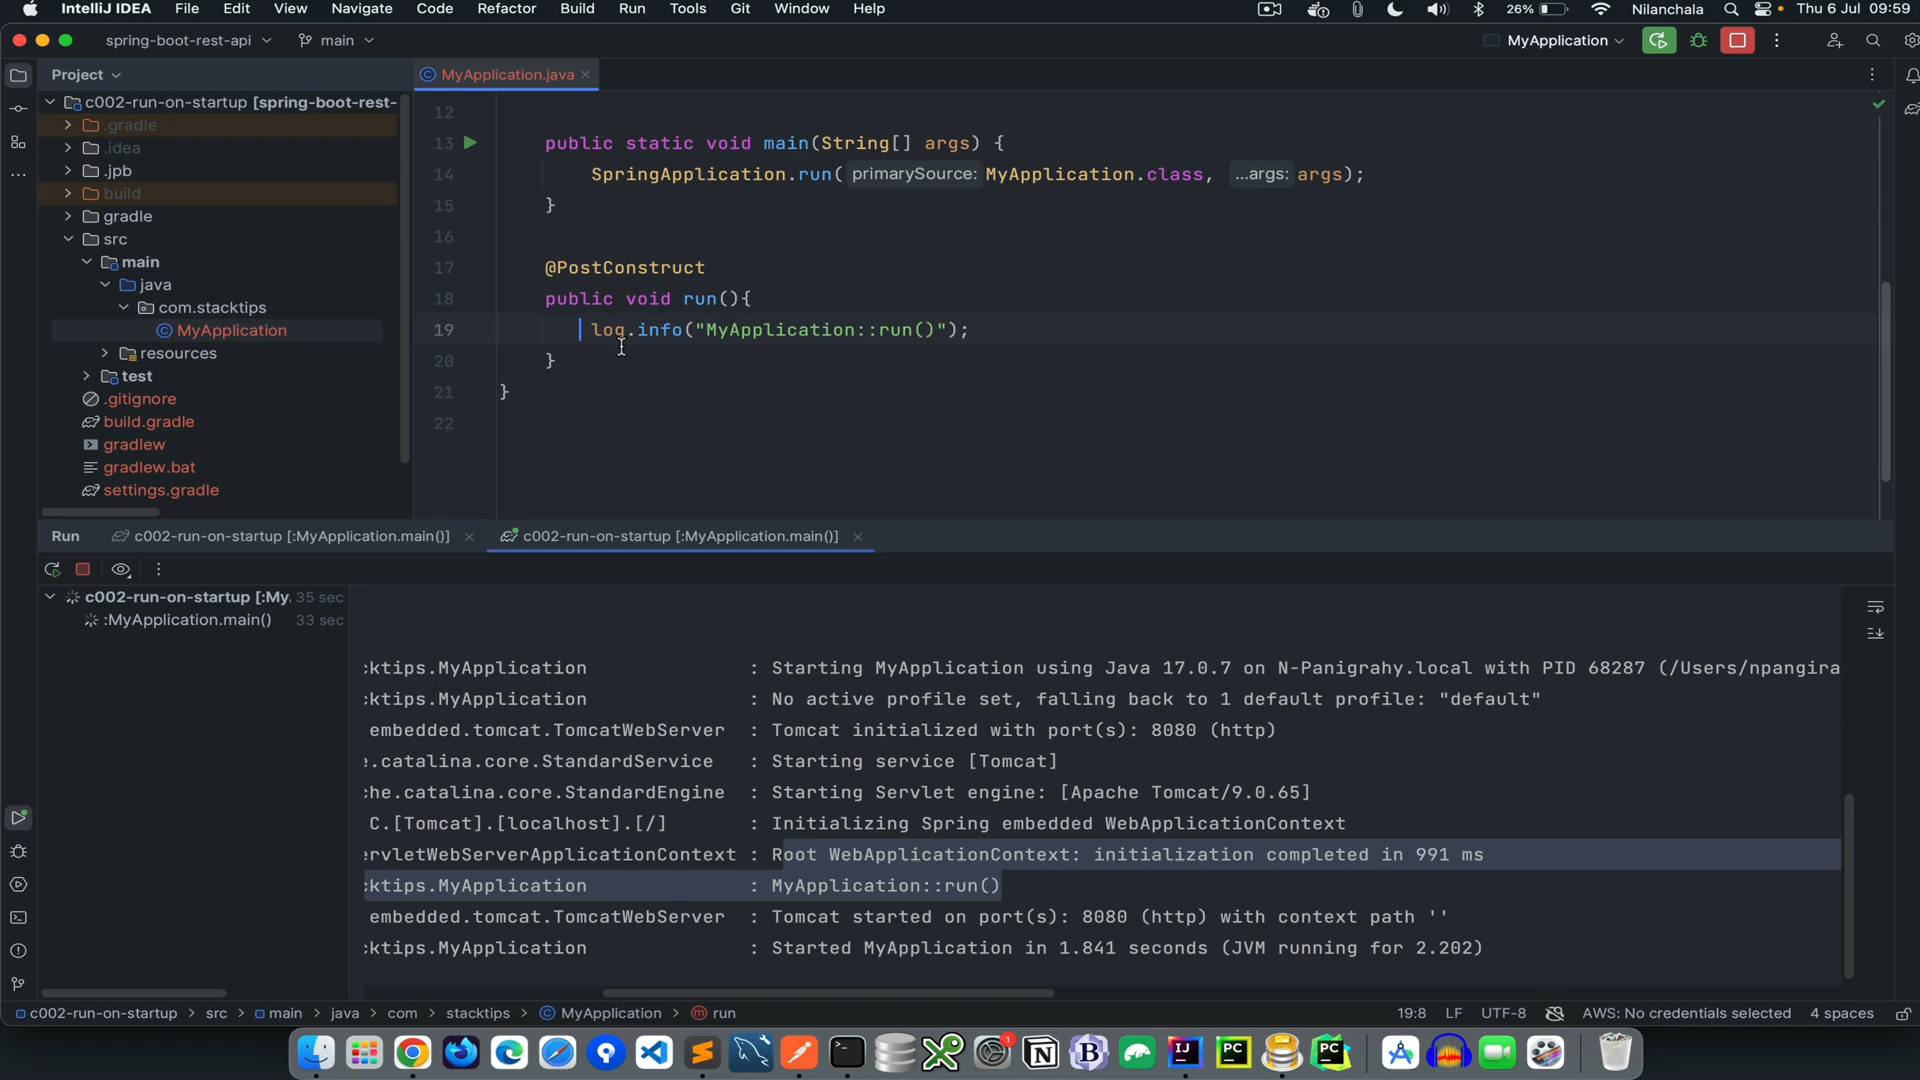 IntelliJ IDEA File Edit View Navigate Code Refactor Build Run Tools Git Window Help 26% Nilanchala Thu 6 Jul 09:59
spring-boot-rest-api main MyApplication
Project
MyApplication.java
c002-run-on-startup [spring-boot-rest-
.gradle
.idea
.jpb
build
gradle
src
main
java
com.stacktips
MyApplication
resources
test
.gitignore
build.gradle
gradlew
gradlew.bat
settings.gradle
12
13 public static void main(String[] args) {
14 SpringApplication.run( primarySource: MyApplication.class, ...args: args);
15 }
16
17 @PostConstruct
18 public void run(){
19 log.info("MyApplication::run()");
20 }
21 }
22
Run c002-run-on-startup [:MyApplication.main()] c002-run-on-startup [:MyApplication.main()]
c002-run-on-startup [:My. 35 sec
:MyApplication.main() 33 sec
:ktips.MyApplication : Starting MyApplication using Java 17.0.7 on N-Panigrahy.local with PID 68287 (/Users/npangira
:ktips.MyApplication : No active profile set, falling back to 1 default profile: "default"
embedded.tomcat.TomcatWebServer : Tomcat initialized with port(s): 8080 (http)
.catalina.core.StandardService : Starting service [Tomcat]
he.catalina.core.StandardEngine : Starting Servlet engine: [Apache Tomcat/9.0.65]
C.[Tomcat].[localhost].[/] : Initializing Spring embedded WebApplicationContext
ervletWebServerApplicationContext : Root WebApplicationContext: initialization completed in 991 ms
:ktips.MyApplication : MyApplication::run()
embedded.tomcat.TomcatWebServer : Tomcat started on port(s): 8080 (http) with context path ''
:ktips.MyApplication : Started MyApplication in 1.841 seconds (JVM running for 2.202)
c002-run-on-startup src main java com stacktips MyApplication run 19:8 LF UTF-8 AWS: No credentials selected 4 spaces